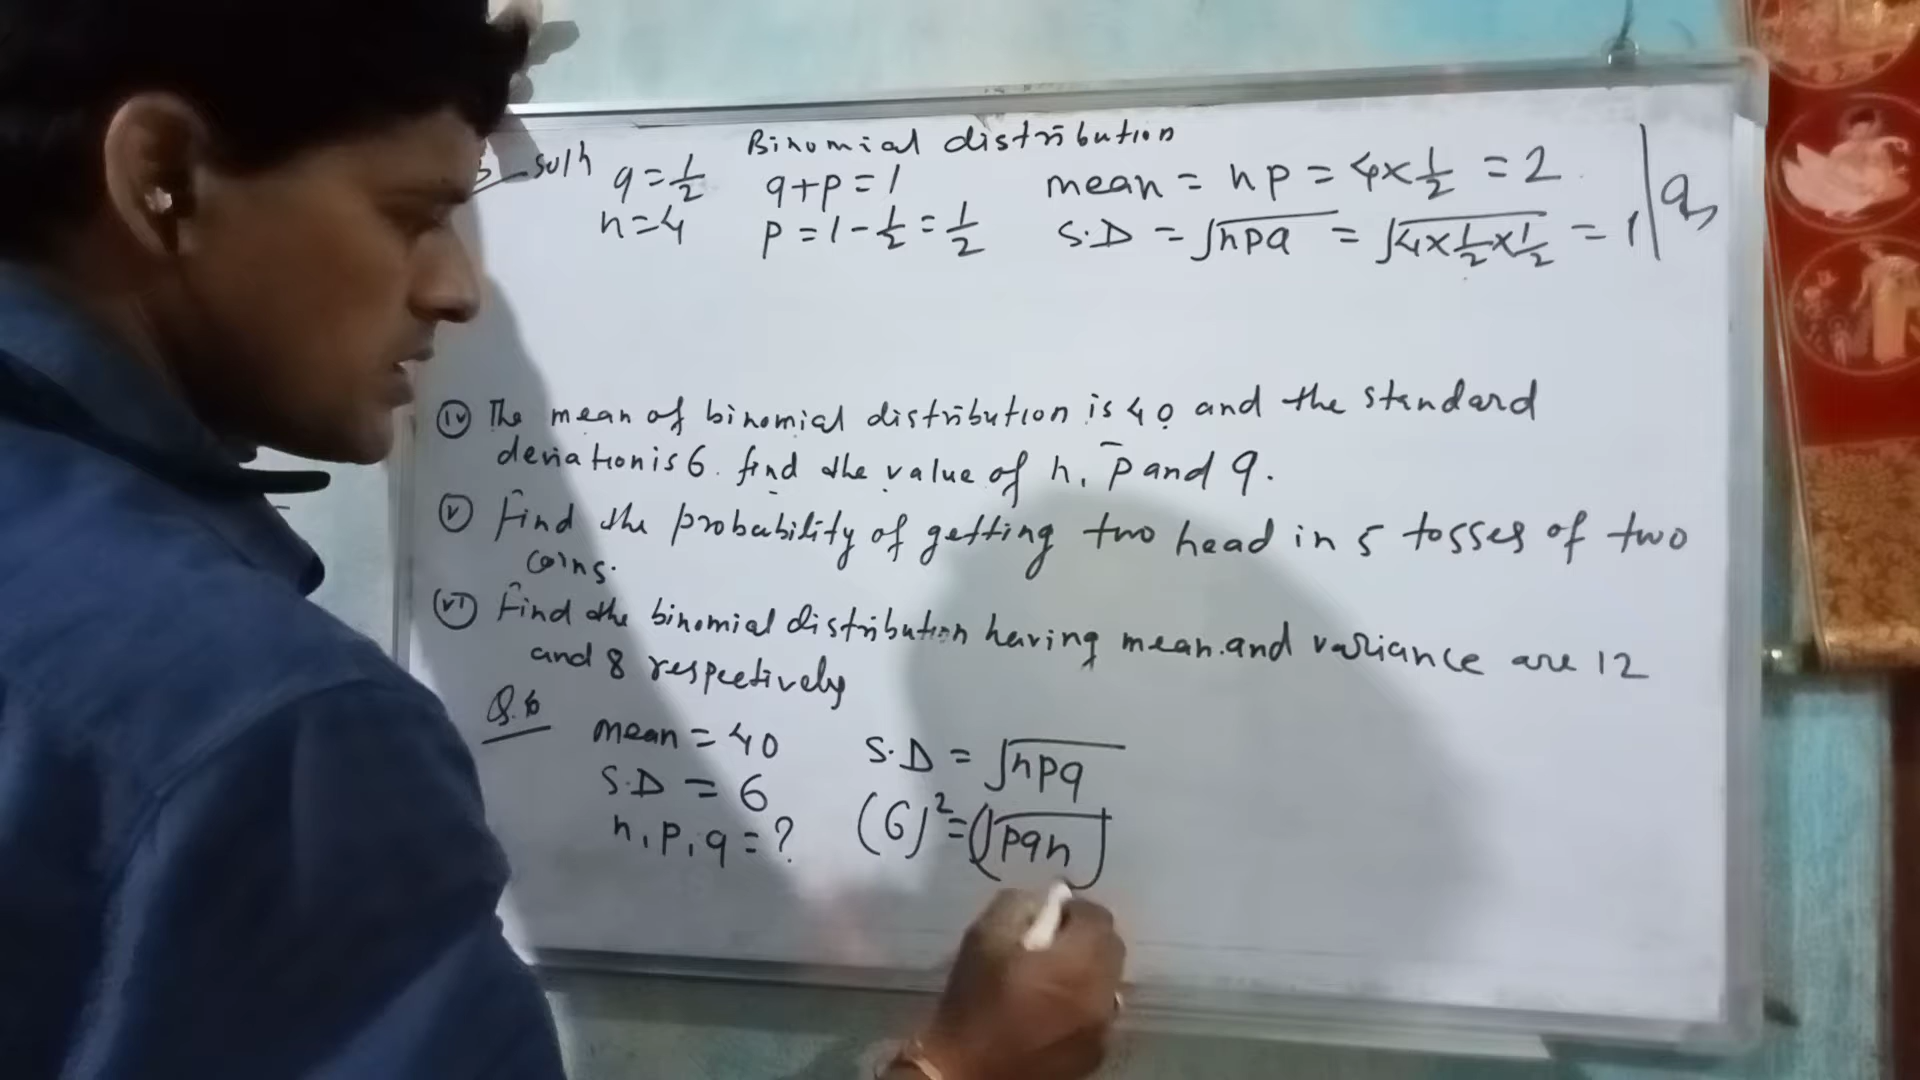 Binomial distribution
soln q = 1/2 q+p = 1 mean = np = 4×1/2 = 2
n = 4 p = 1 - 1/2 = 1/2 S.D = √npq = √4×1/2×1/2 = 1
(iv) The mean of binomial distribution is 40 and the standard
deviation is 6. find the value of n, p and q.
(v) Find the probability of getting two head in 5 tosses of two
coins.
(vi) Find the binomial distribution having mean and variance are 12
and 8 respectively
mean = 40 S.D = √npq
S.D = 6 (6)² = (√pqn)
n, p, q = ?